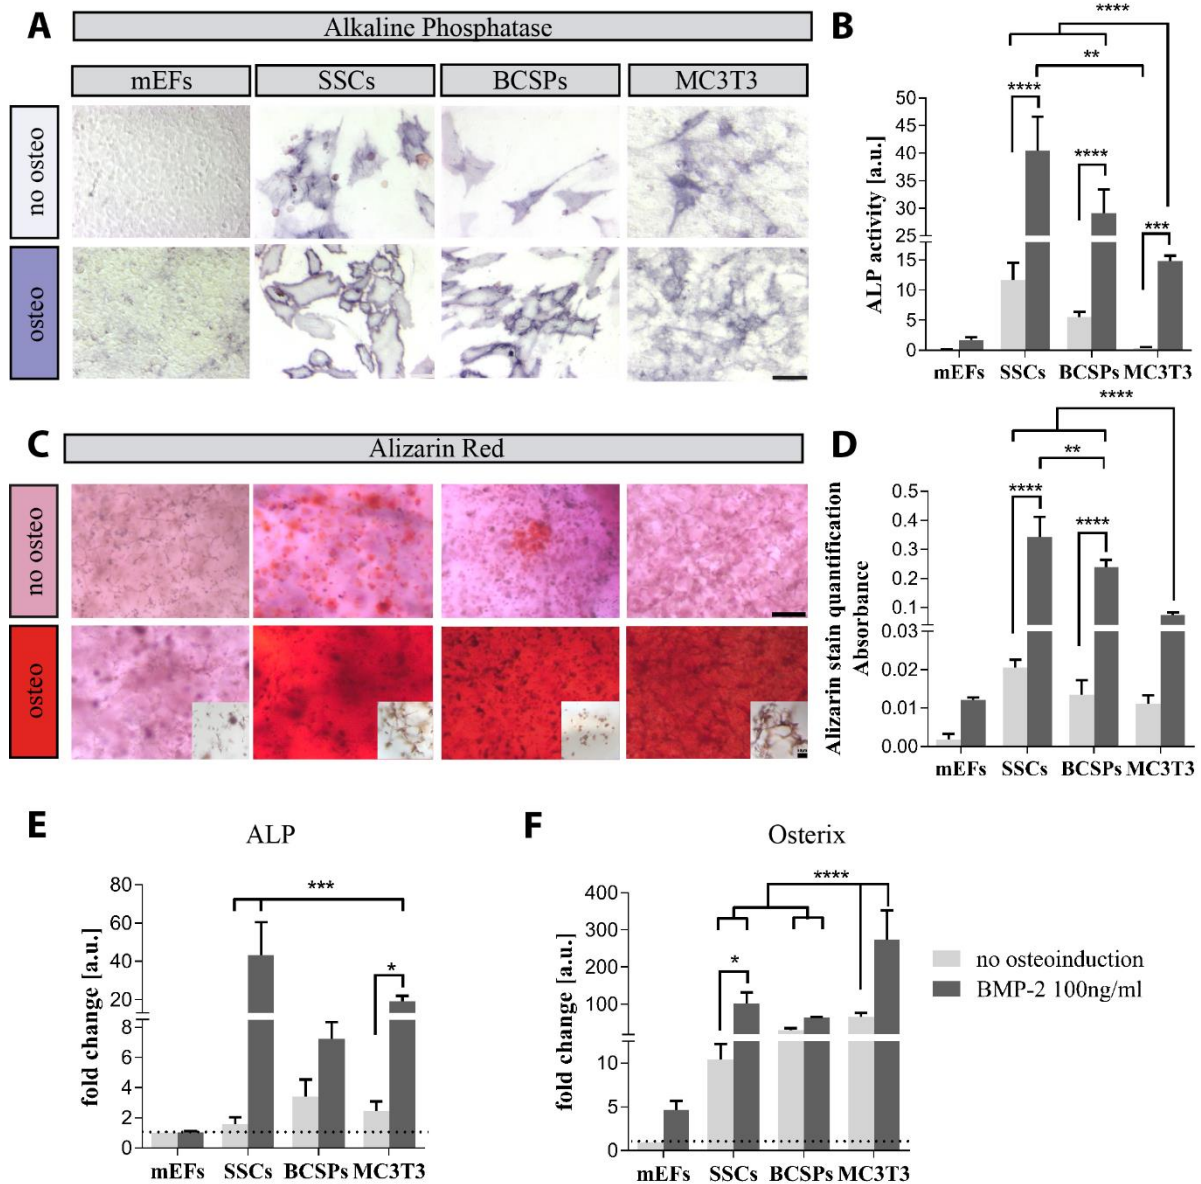 A
Alkaline Phosphatase
mEFs
SSCs
BCSPs
MC3T3
no osteo
osteo
B
****
**
****
****
***
ALP activity [a.u.]
50
45
40
35
30
25
15
10
5
0
mEFs
SSCs
BCSPs
MC3T3
C
Alizarin Red
no osteo
osteo
D
****
**
****
****
Alizarin stain quantification
Absorbance
0.5
0.4
0.3
0.2
0.1
0.03
0.02
0.01
0.00
mEFs
SSCs
BCSPs
MC3T3
E
ALP
***
*
fold change [a.u.]
80
60
40
20
8
6
4
2
0
mEFs
SSCs
BCSPs
MC3T3
F
Osterix
****
*
fold change [a.u.]
400
300
200
100
10
5
0
mEFs
SSCs
BCSPs
MC3T3
no osteoinduction
BMP-2 100ng/ml